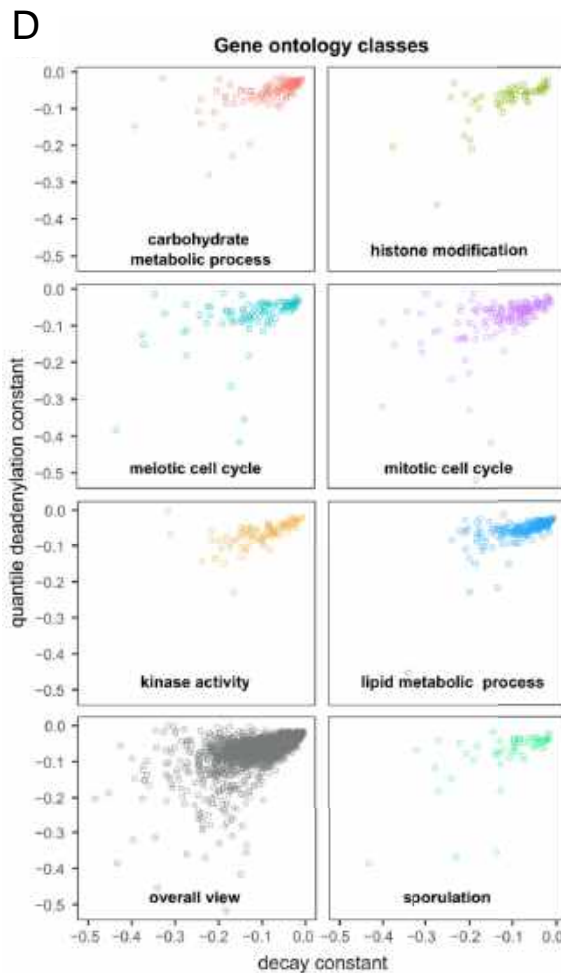 D
Gene ontology classes
0.0
−0.1
−0.2
−0.3
−0.4
−0.5
carbohydrate
metabolic process
histone modification
0.0
−0.1
−0.2
−0.3
−0.4
−0.5
meiotic cell cycle
mitotic cell cycle
quantile deadenylation constant
0.0
−0.1
−0.2
−0.3
−0.4
−0.5
kinase activity
lipid metabolic process
0.0
−0.1
−0.2
−0.3
−0.4
−0.5
overall view
sporulation
−0.5 −0.4 −0.3 −0.2 −0.1 0.0 −0.5 −0.4 −0.3 −0.2 −0.1 0.0
decay constant